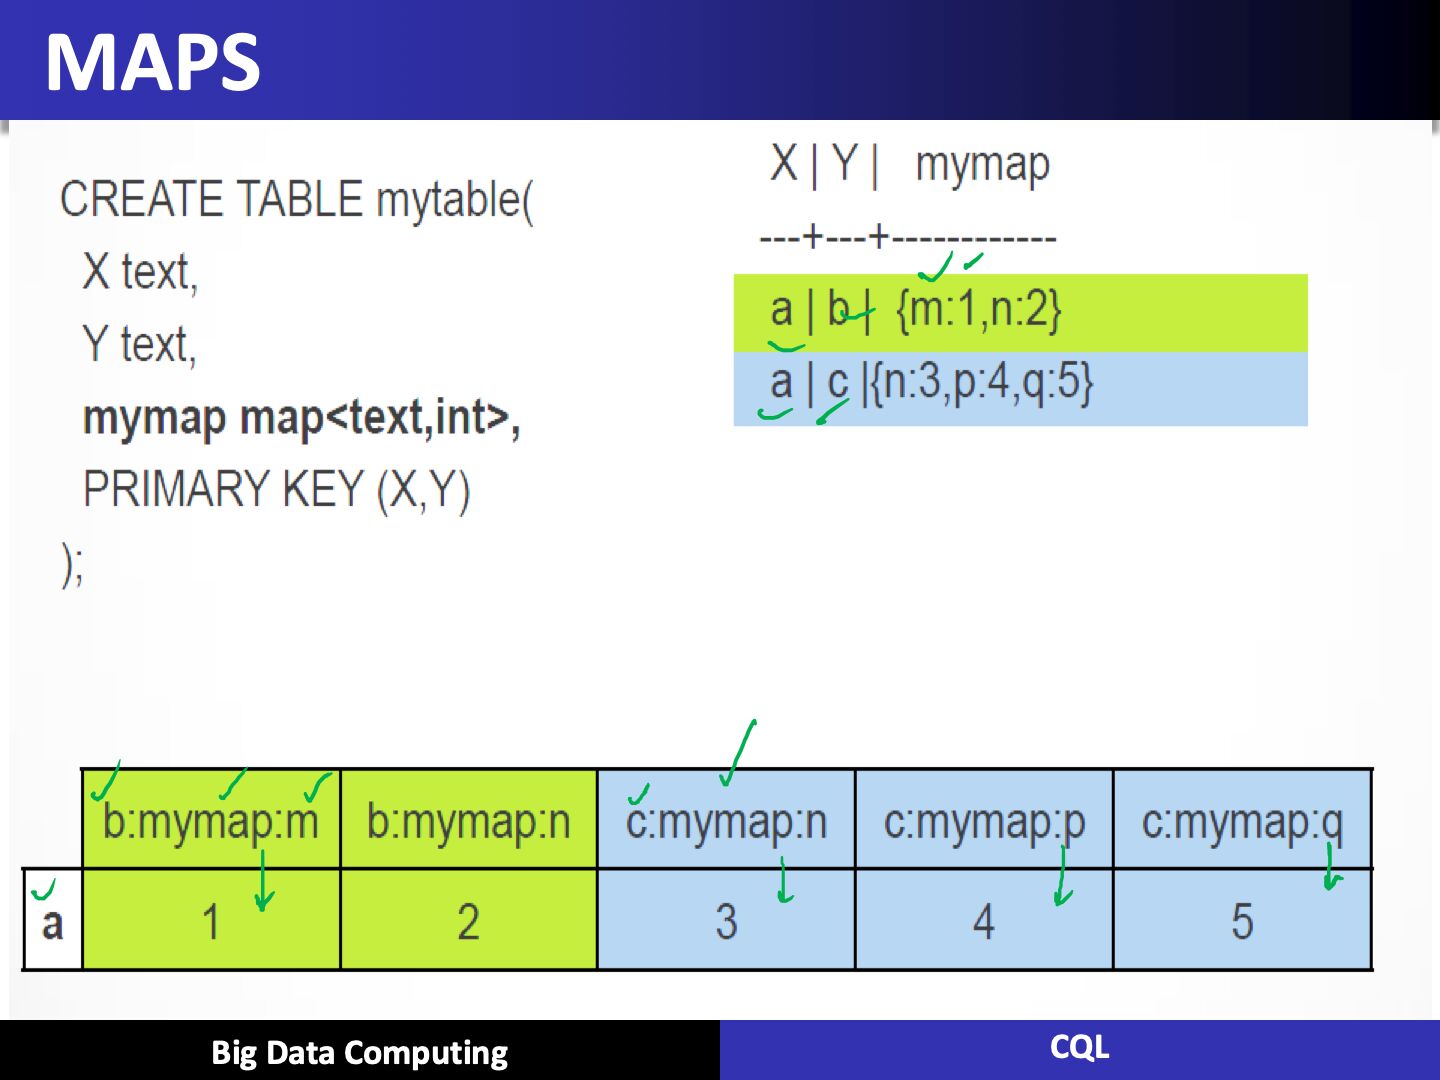 MAPS
CREATE TABLE mytable(
X text,
Y text,
mymap map<text,int>,
PRIMARY KEY (X,Y)
);
X | Y | mymap
---+---+------------
a | b | {m:1,n:2}
a | c |{n:3,p:4,q:5}
b:mymap:m b:mymap:n c:mymap:n c:mymap:p c:mymap:q
a 1 2 3 4 5
Big Data Computing
CQL